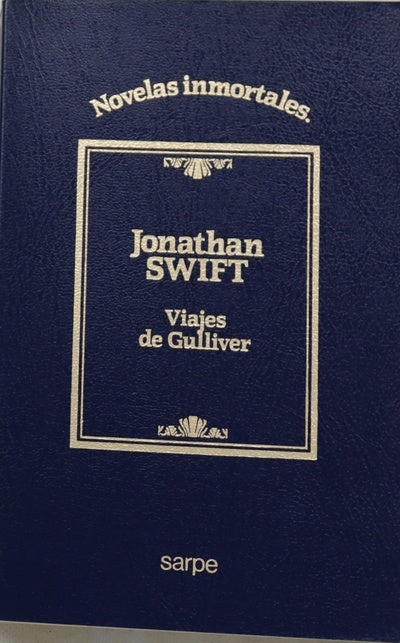 Novelas inmortales.
Jonathan
SWIFT
Viajes
de Gulliver
sarpe